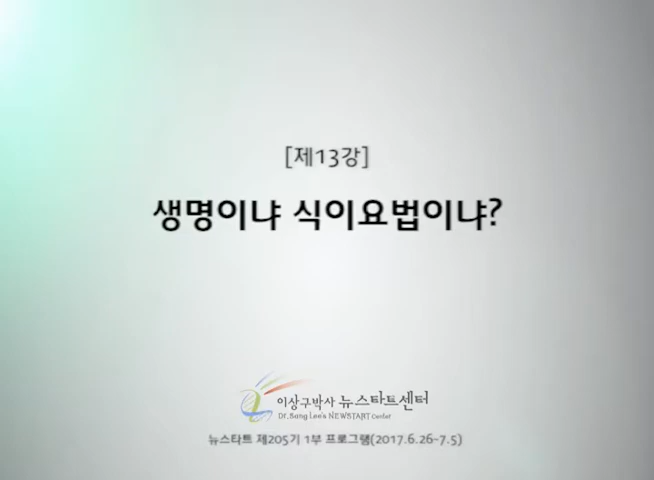 [제13강]
생명이냐 식이요법이냐?
이상구박사 뉴스타트센터
Dr.Sang Lee's NEWSTART Center
뉴스타트 제205기 1부 프로그램(2017.6.26~7.5)